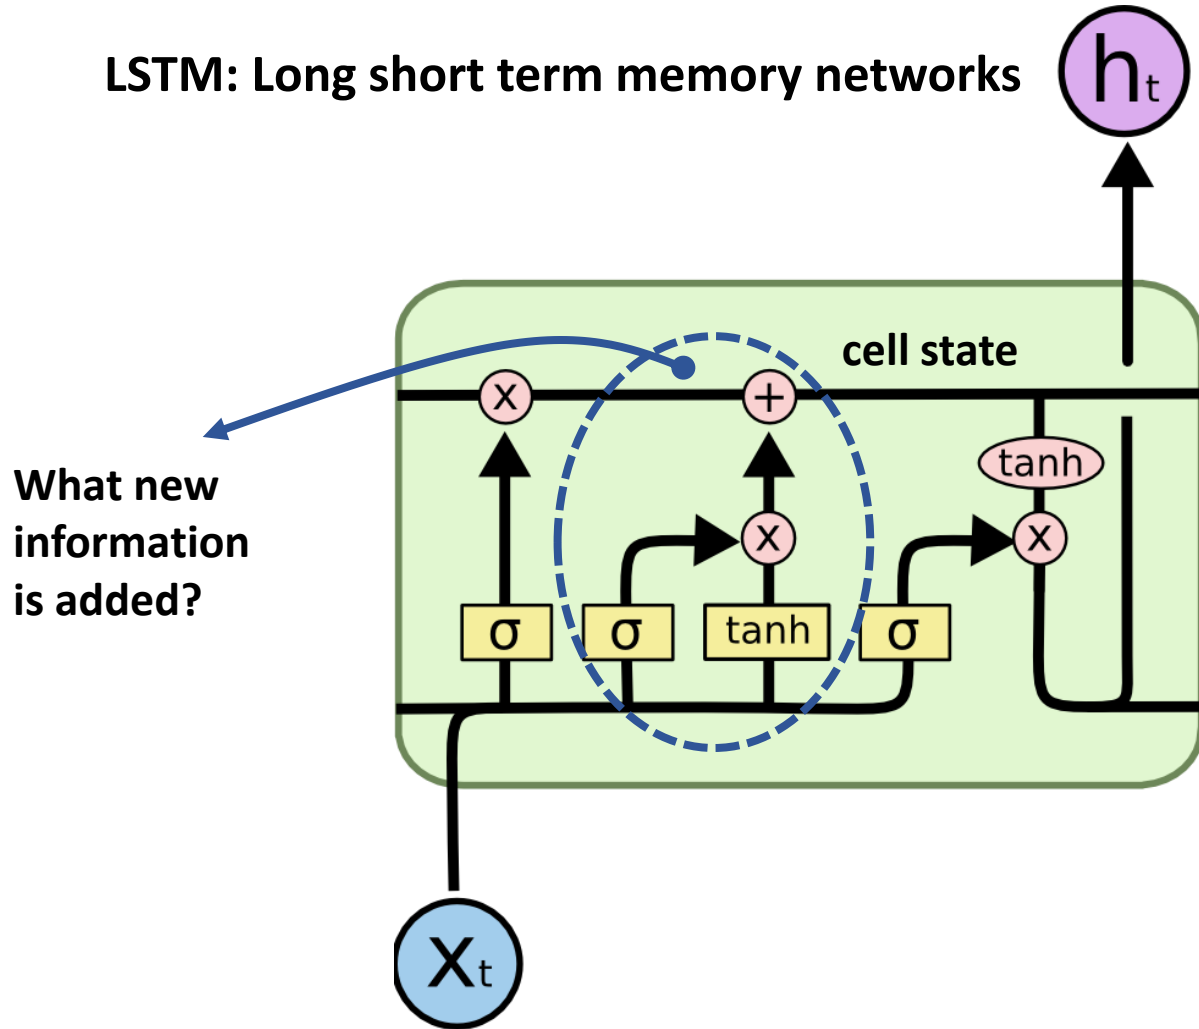 LSTM: Long short term memory networks
ht
cell state
x
+
tanh
What new
information
is added?
x
x
σ
σ
tanh
σ
xt